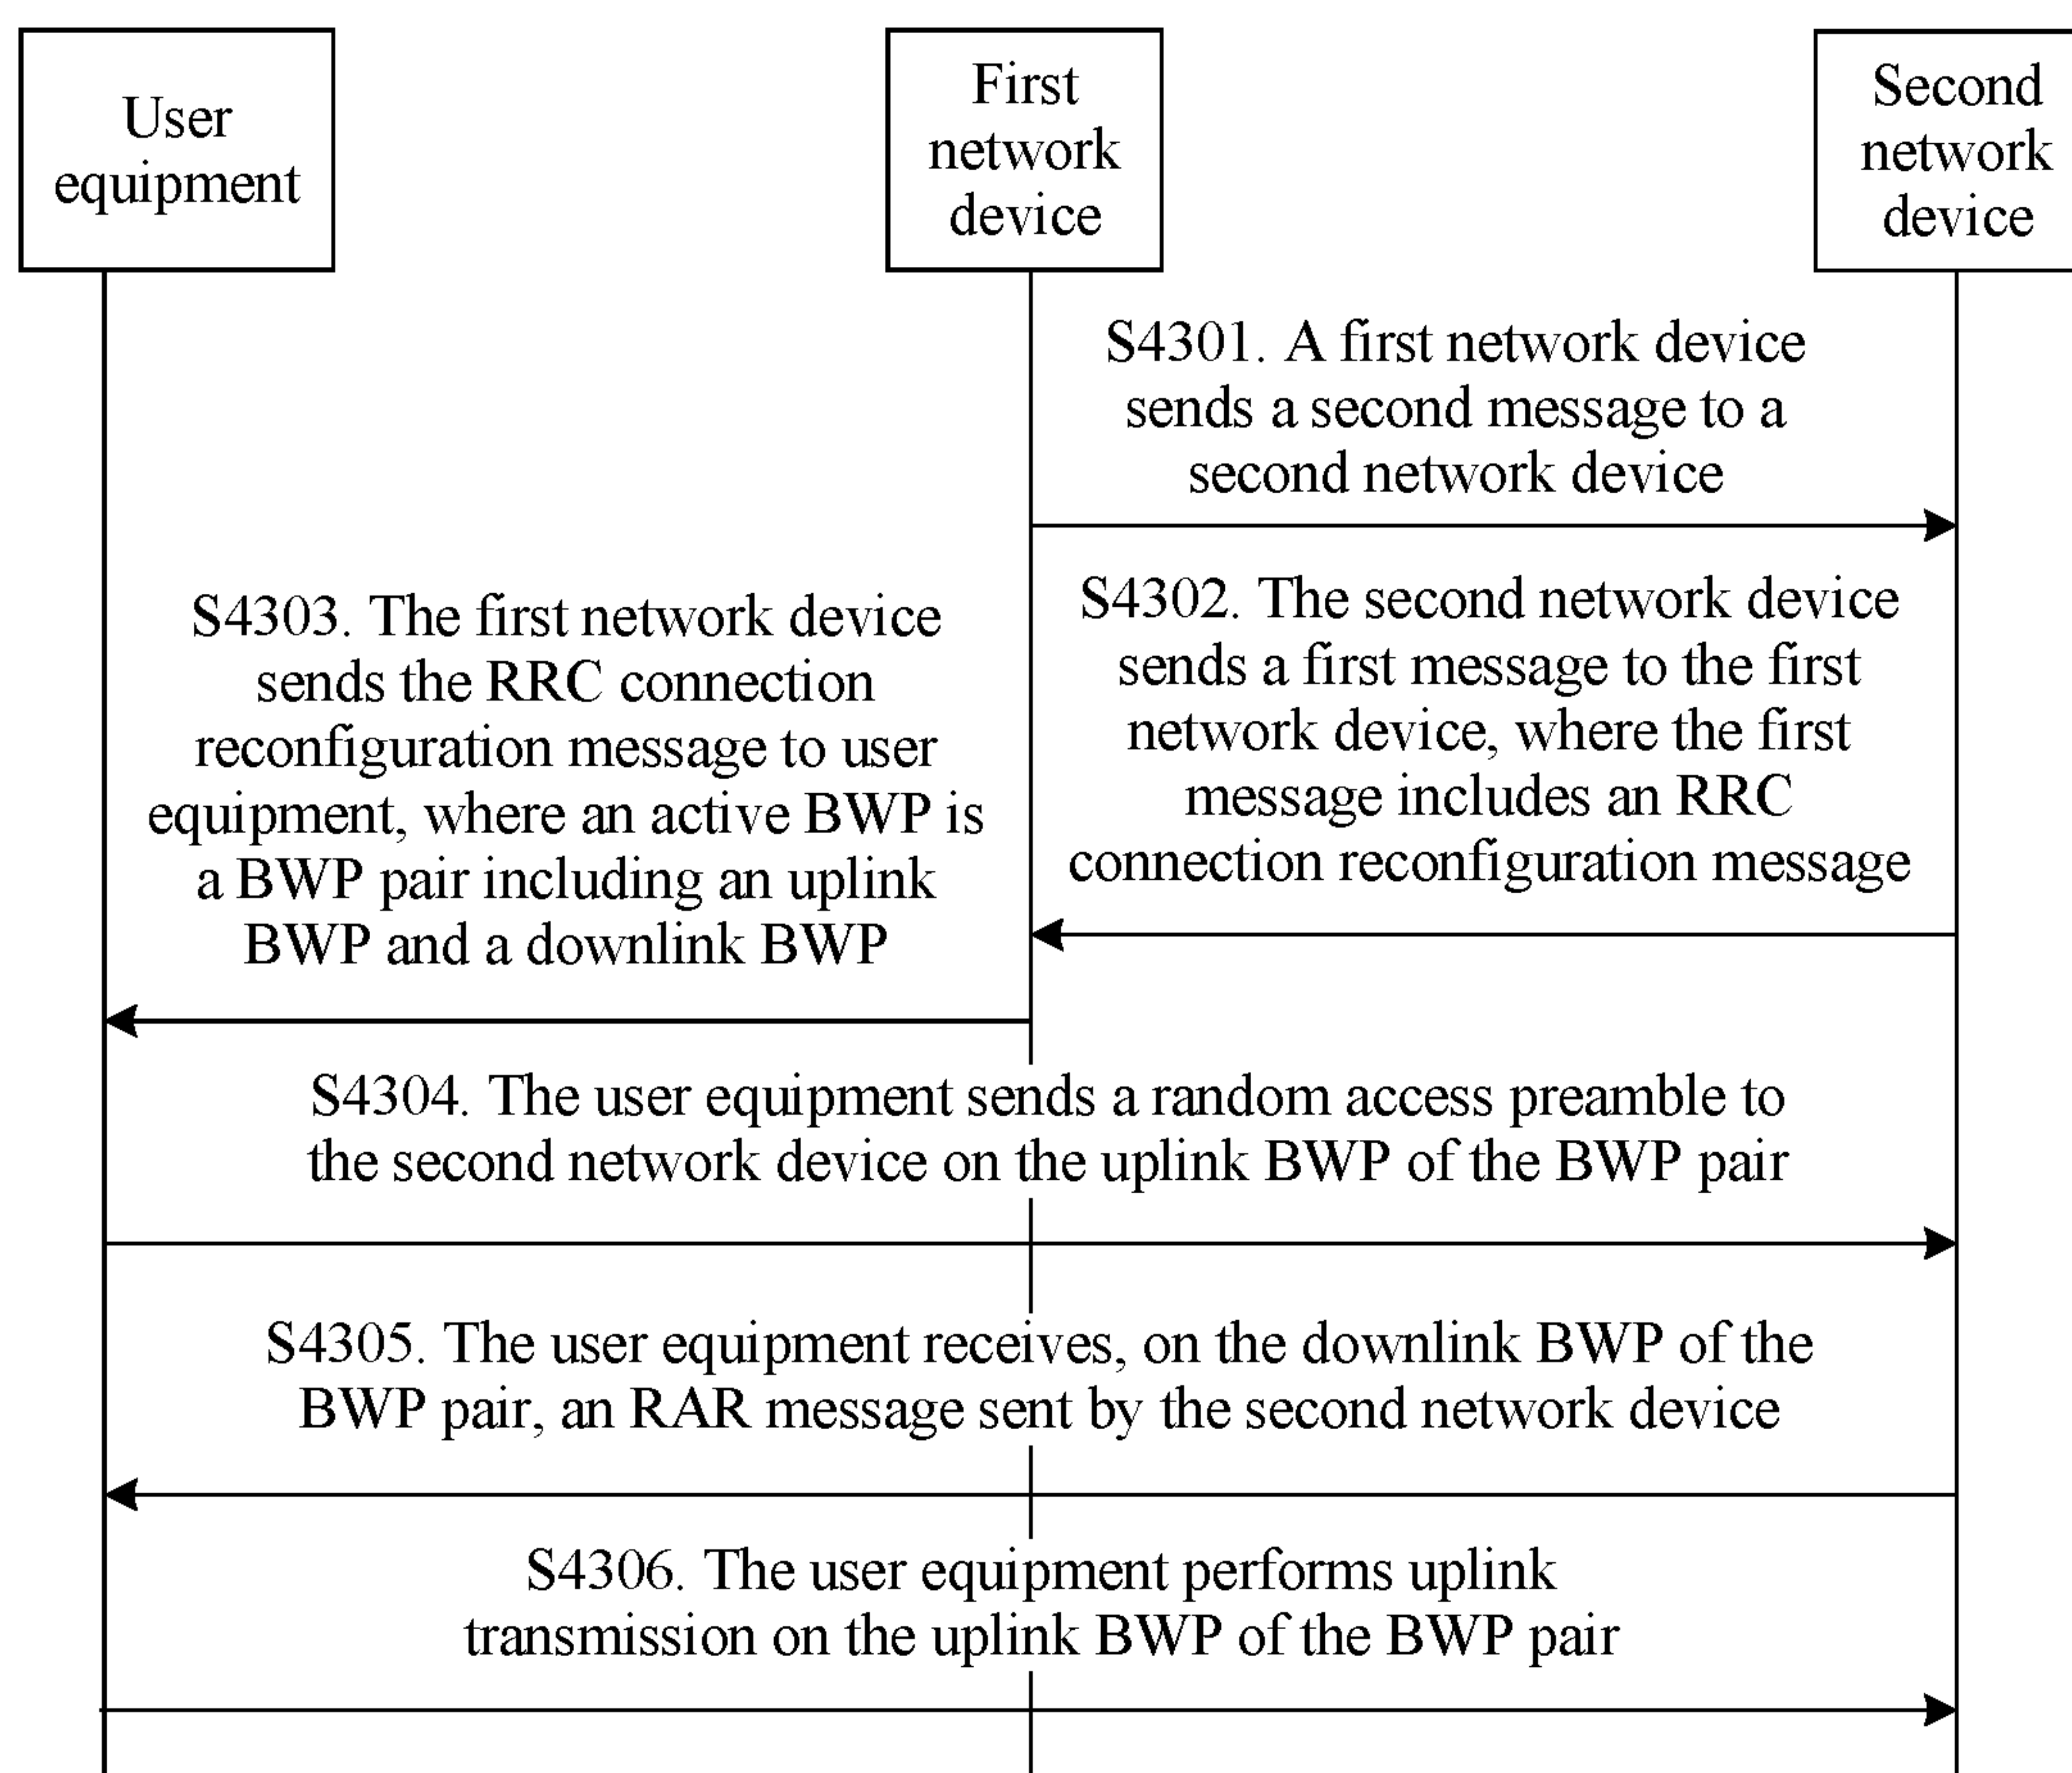 User
equipment
First
network
device
Second
network
device
S4301. A first network device
sends a second message to a
second network device
S4302. The second network device
sends a first message to the first
network device, where the first
message includes an RRC
connection reconfiguration message
S4303. The first network device
sends the RRC connection
reconfiguration message to user
equipment, where an active BWP is
a BWP pair including an uplink
BWP and a downlink BWP
S4304. The user equipment sends a random access preamble to
the second network device on the uplink BWP of the BWP pair
S4305. The user equipment receives, on the downlink BWP of the
BWP pair, an RAR message sent by the second network device
S4306. The user equipment performs uplink
transmission on the uplink BWP of the BWP pair